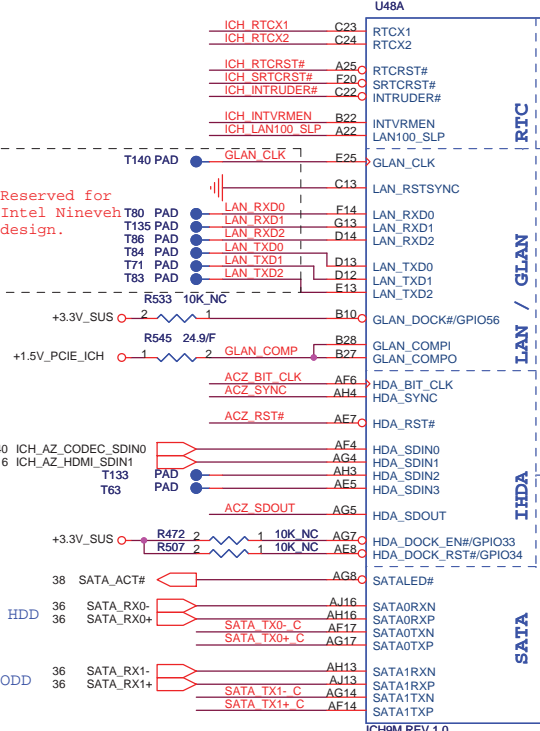 U48A
ICH_RTCX1 C23 RTCX1
ICH_RTCX2 C24 RTCX2
ICH_RTCRST# A25 RTCRST#
ICH_SRTCRST# F20 SRTCRST#
ICH_INTRUDER# C22 INTRUDER#
ICH_INTVRMEN B22 INTVRMEN
ICH_LAN100_SLP A22 LAN100_SLP
RTC
T140 PAD GLAN_CLK E25 GLAN_CLK
C13 LAN_RSTSYNC
Reserved for
Intel Nineveh
design.
T80 PAD LAN_RXD0 F14 LAN_RXD0
T135 PAD LAN_RXD1 G13 LAN_RXD1
T86 PAD LAN_RXD2 D14 LAN_RXD2
T84 PAD LAN_TXD0 D13 LAN_TXD0
T71 PAD LAN_TXD1 D12 LAN_TXD1
T83 PAD LAN_TXD2 E13 LAN_TXD2
LAN / GLAN
R533 10K_NC
+3.3V_SUS 2 1 B10 GLAN_DOCK#/GPIO56
R545 24.9/F
+1.5V_PCIE_ICH 1 2 GLAN_COMP B28 GLAN_COMPI
B27 GLAN_COMPO
ACZ_BIT_CLK AF6 HDA_BIT_CLK
ACZ_SYNC AH4 HDA_SYNC
ACZ_RST# AE7 HDA_RST#
ICH_AZ_CODEC_SDIN0 AF4 HDA_SDIN0
6 ICH_AZ_HDMI_SDIN1 AG4 HDA_SDIN1
T133 PAD AH3 HDA_SDIN2
T63 PAD AE5 HDA_SDIN3
IHDA
ACZ_SDOUT AG5 HDA_SDOUT
+3.3V_SUS R472 2 1 10K_NC AG7 HDA_DOCK_EN#/GPIO33
R507 2 1 10K_NC AE8 HDA_DOCK_RST#/GPIO34
38 SATA_ACT# AG8 SATALED#
HDD
36 SATA_RX0- AJ16 SATA0RXN
36 SATA_RX0+ AH16 SATA0RXP
SATA_TX0-_C AF17 SATA0TXN
SATA_TX0+_C AG17 SATA0TXP
SATA
ODD
36 SATA_RX1- AH13 SATA1RXN
36 SATA_RX1+ AJ13 SATA1RXP
SATA_TX1-_C AG14 SATA1TXN
SATA_TX1+_C AF14 SATA1TXP
ICH9M REV 1.0